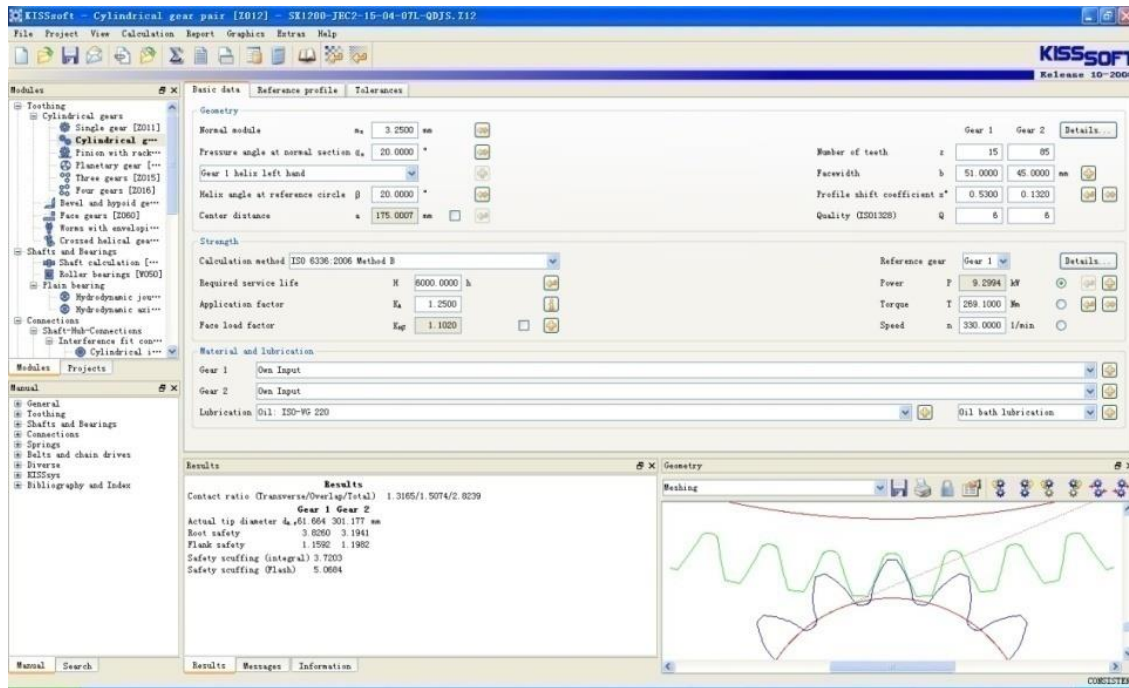 KISSsoft - Cylindrical gear pair [Z012] - SK1200-JEC2-15-04-07L-QDJS.Z12
File Project View Calculation Report Graphics Extras Help
KISSsoft
Release 10-200
Modules
Toothing
Cylindrical gears
Single gear [Z011]
Cylindrical g...
Pinion with rack...
Planetary gear [...
Three gears [Z015]
Four gears [Z016]
Bevel and hypoid ge...
Face gears [Z060]
Worms with envelopi...
Crossed helical gea...
Shafts and Bearings
Shaft calculation [...
Roller bearings [W050]
Plain bearing
Hydrodynamic jou...
Hydrodynamic axi...
Connections
Shaft-Hub-Connections
Interference fit con...
Cylindrical i...
Modules Projects
Manual
General
Toothing
Shafts and Bearings
Connections
Springs
Belts and chain drives
Diverse
KISSsys
Bibliography and Index
Manual Search
Basic data Reference profile Tolerances
Geometry
Normal module mₙ 3.2500 mm
Pressure angle at normal section αₙ 20.0000 °
Gear 1 helix left hand
Helix angle at reference circle β 20.0000 °
Center distance a 175.0007 mm
Gear 1 Gear 2 Details...
Number of teeth z 15 85
Facewidth b 51.0000 45.0000 mm
Profile shift coefficient x* 0.5300 0.1320
Quality (ISO1328) Q 6 6
Strength
Calculation method ISO 6336:2006 Method B
Required service life H 6000.0000 h
Application factor K_A 1.2500
Face load factor K_Hβ 1.1020
Reference gear Gear 1 Details...
Power P 9.2994 kW
Torque T 269.1000 Nm
Speed n 330.0000 1/min
Material and lubrication
Gear 1 Own Input
Gear 2 Own Input
Lubrication Oil: ISO-VG 220 Oil bath lubrication
Results
Results
Contact ratio (Transverse/Overlap/Total) 1.3165/1.5074/2.8239
Gear 1 Gear 2
Actual tip diameter dₐ,61.664 301.177 mm
Root safety 3.8260 3.1941
Flank safety 1.1592 1.1982
Safety scuffing (integral) 3.7203
Safety scuffing (Flash) 5.0684
Results Messages Information
Geometry
Meshing
CONSISTEN